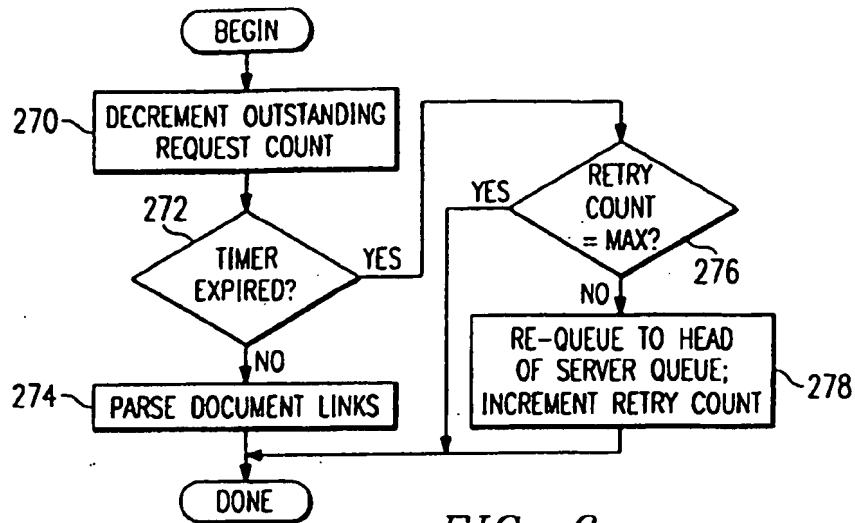 BEGIN
270
DECREMENT OUTSTANDING
REQUEST COUNT
272
TIMER
EXPIRED?
YES
NO
274
PARSE DOCUMENT LINKS
DONE
RETRY
COUNT
= MAX?
YES
276
NO
RE-QUEUE TO HEAD
OF SERVER QUEUE;
INCREMENT RETRY COUNT
278